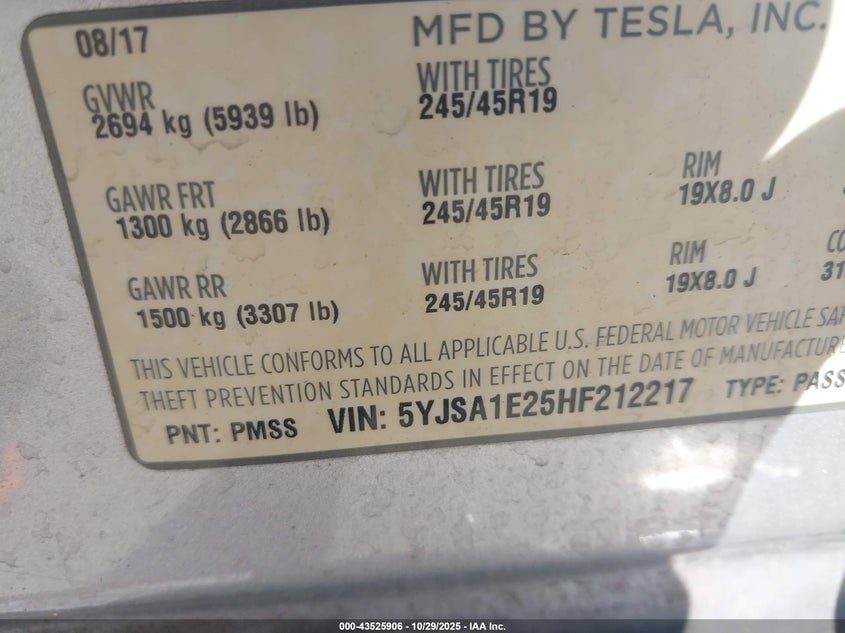 08/17 MFD BY TESLA, INC.
GVWR WITH TIRES
2694 kg (5939 lb) 245/45R19
GAWR FRT WITH TIRES RIM
1300 kg (2866 lb) 245/45R19 19X8.0 J
GAWR RR WITH TIRES RIM
1500 kg (3307 lb) 245/45R19 19X8.0 J 31
THIS VEHICLE CONFORMS TO ALL APPLICABLE U.S. FEDERAL MOTOR VEHICLE
THEFT PREVENTION STANDARDS IN EFFECT ON THE DATE OF MANUFACTURE
PNT: PMSS VIN: 5YJSA1E25HF212217 TYPE: PASS
000-43525906 - 10/29/2025 - IAA Inc.